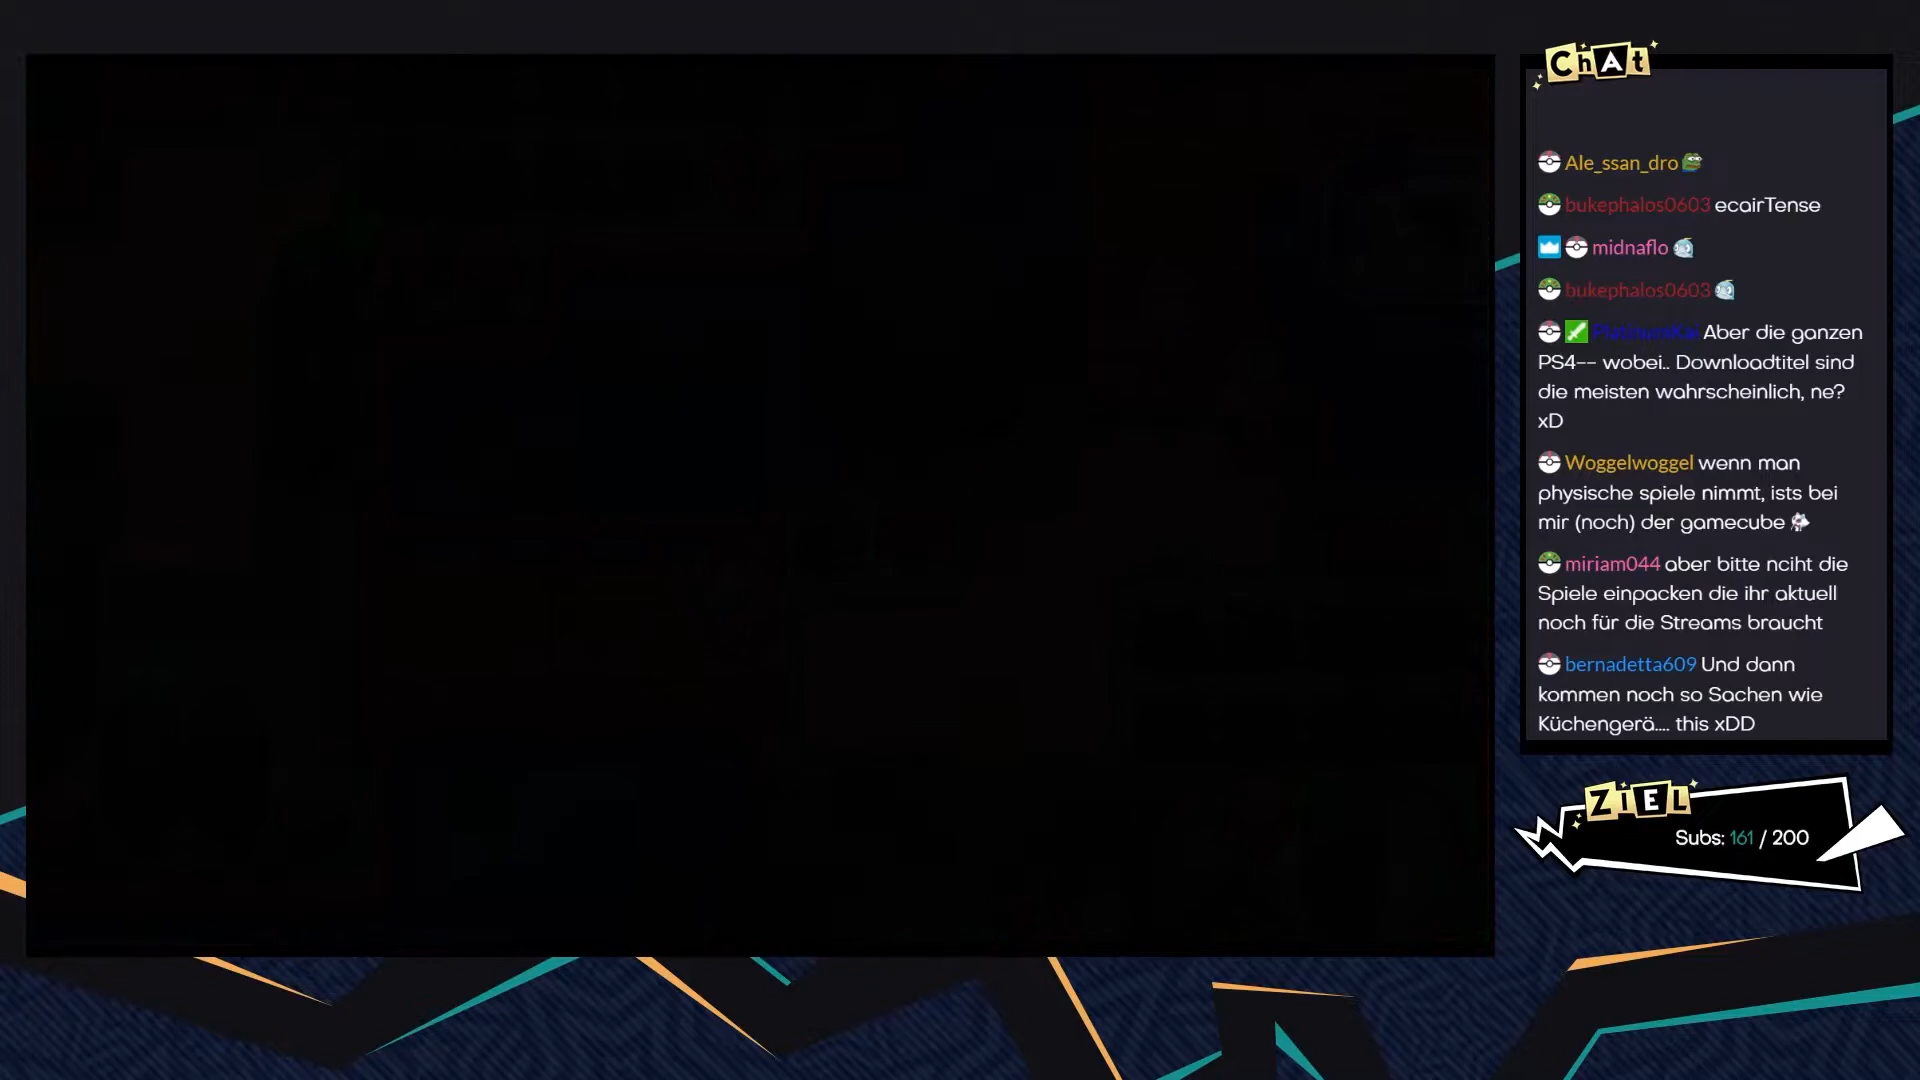 ChAt
Ale_ssan_dro
bukephalos0603 ecairTense
midnaflo
bukephalos0603
PlatinumKai Aber die ganzen
PS4-- wobei.. Downloadtitel sind
die meisten wahrscheinlich, ne?
xD
Woggelwoggel wenn man
physische spiele nimmt, ists bei
mir (noch) der gamecube
miriam044 aber bitte nciht die
Spiele einpacken die ihr aktuell
noch für die Streams braucht
bernadetta609 Und dann
kommen noch so Sachen wie
Küchengerä.... this xDD
ZIEL
Subs: 161 / 200